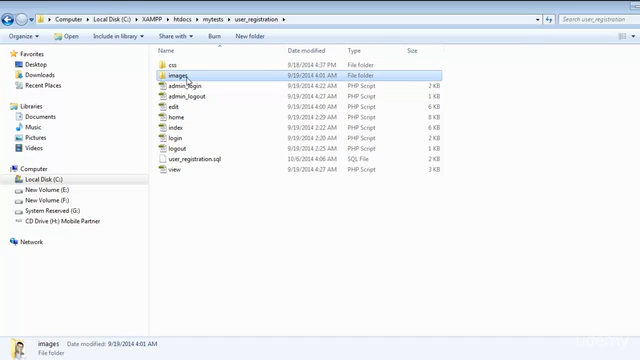 Computer ▸ Local Disk (C:) ▸ XAMPP ▸ htdocs ▸ mytests ▸ user_registration ▸
Search user_registration
Organize ▾ Open Include in library ▾ Share with ▾ Burn New folder
Name Date modified Type Size
Favorites
Desktop
Downloads
Recent Places
Libraries
Documents
Music
Pictures
Videos
Computer
Local Disk (C:)
New Volume (E:)
New Volume (F:)
System Reserved (G:)
CD Drive (H:) Mobile Partner
Network
css 9/18/2014 4:37 PM File folder
images 9/19/2014 4:01 AM File folder
admin_login 9/19/2014 4:22 AM PHP Script 2 KB
admin_logout 9/19/2014 4:27 AM PHP Script 1 KB
edit 9/19/2014 4:00 AM PHP Script 6 KB
home 9/19/2014 2:29 AM PHP Script 8 KB
index 9/19/2014 2:22 AM PHP Script 6 KB
login 9/19/2014 2:20 AM PHP Script 2 KB
logout 9/19/2014 2:25 AM PHP Script 1 KB
user_registration.sql 10/6/2014 4:06 AM SQL File 2 KB
view 9/19/2014 4:27 AM PHP Script 3 KB
images Date modified: 9/19/2014 4:01 AM
File folder